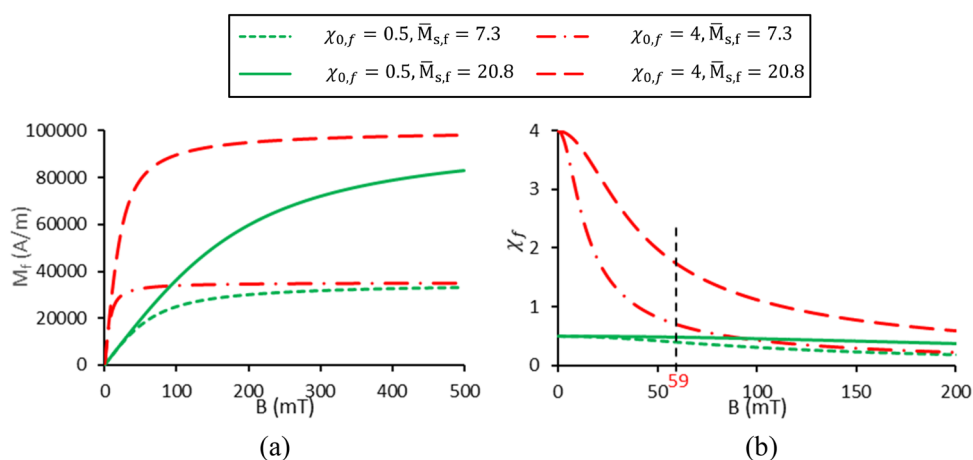 χ₀,f = 0.5, M̄s,f = 7.3
χ₀,f = 4, M̄s,f = 7.3
χ₀,f = 0.5, M̄s,f = 20.8
χ₀,f = 4, M̄s,f = 20.8
100000
80000
60000
40000
20000
0
Mf (A/m)
0 100 200 300 400 500
B (mT)
(a)
4
3
2
1
0
χf
0 50 59 100 150 200
B (mT)
(b)